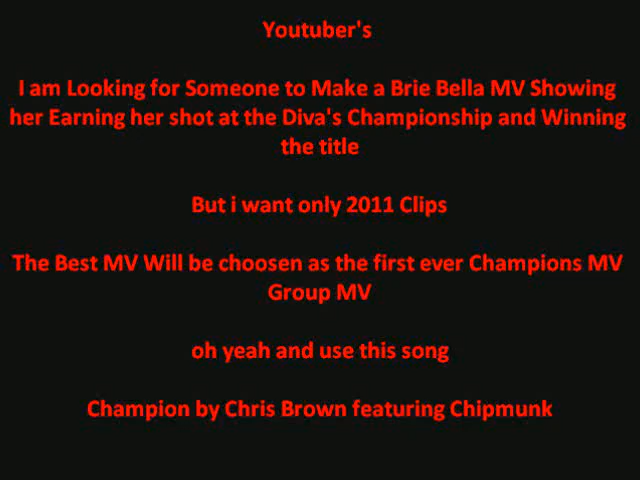 Youtuber's
I am Looking for Someone to Make a Brie Bella MV Showing
her Earning her shot at the Diva's Championship and Winning
the title
But i want only 2011 Clips
The Best MV Will be choosen as the first ever Champions MV
Group MV
oh yeah and use this song
Champion by Chris Brown featuring Chipmunk